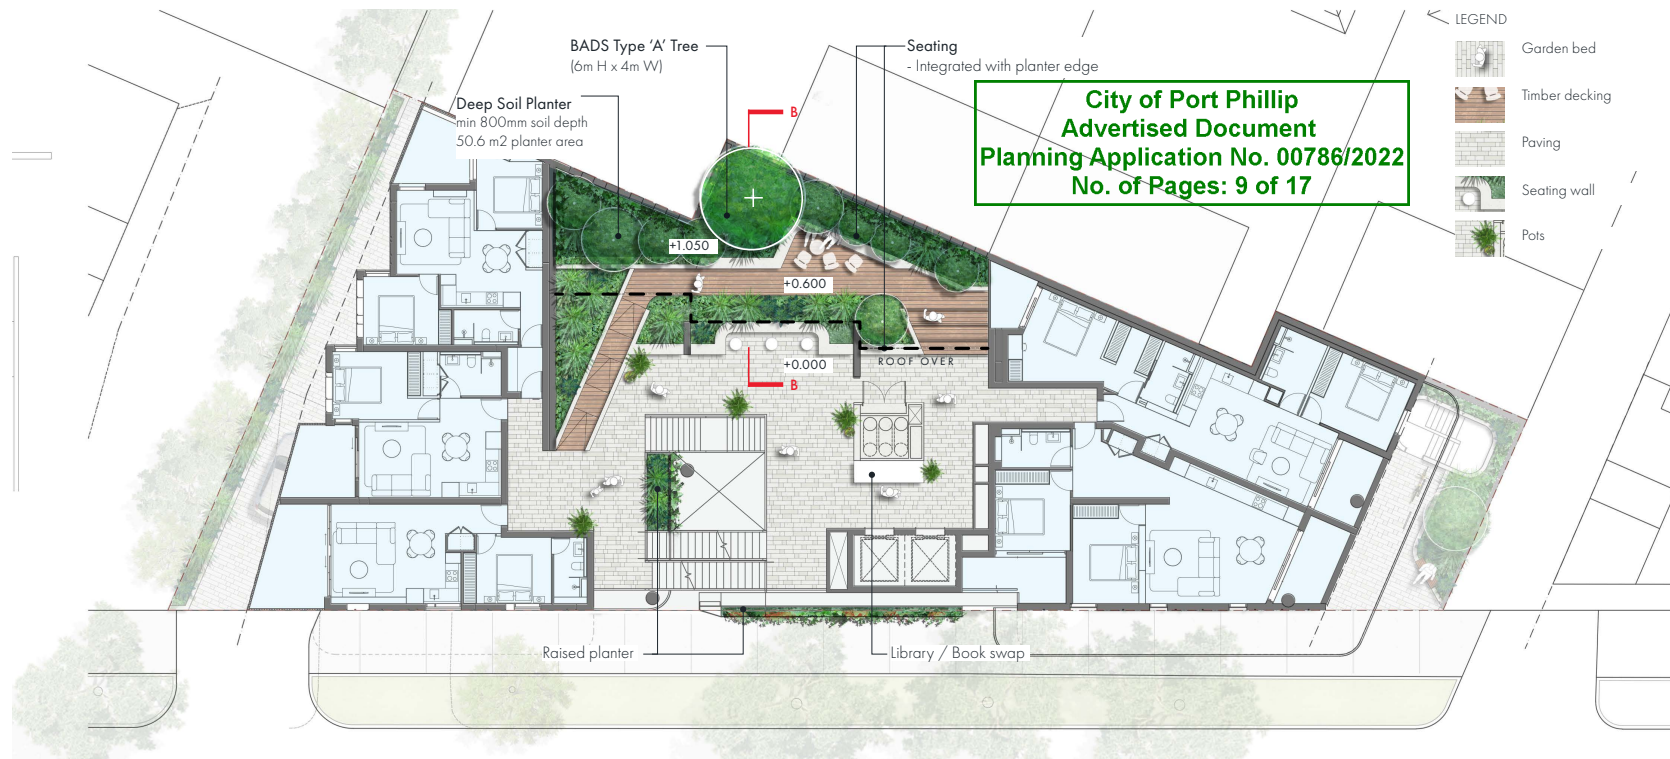 LEGEND
Garden bed
Timber decking
Paving
Seating wall
Pots
BADS Type ‘A’ Tree
(6m H x 4m W)
Seating
- Integrated with planter edge
City of Port Phillip
Advertised Document
Planning Application No. 00786/2022
No. of Pages: 9 of 17
Deep Soil Planter
min 800mm soil depth
50.6 m2 planter area
B
+1.050
+0.600
ROOF OVER
+0.000
B
Raised planter
Library / Book swap